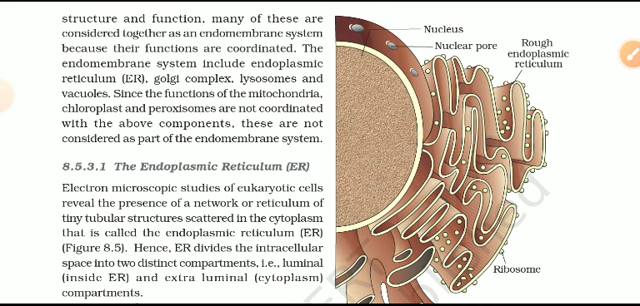 structure and function, many of these are
considered together as an endomembrane system
because their functions are coordinated. The
endomembrane system include endoplasmic
reticulum (ER), golgi complex, lysosomes and
vacuoles. Since the functions of the mitochondria,
chloroplast and peroxisomes are not coordinated
with the above components, these are not
considered as part of the endomembrane system.
8.5.3.1 The Endoplasmic Reticulum (ER)
Electron microscopic studies of eukaryotic cells
reveal the presence of a network or reticulum of
tiny tubular structures scattered in the cytoplasm
that is called the endoplasmic reticulum (ER)
(Figure 8.5). Hence, ER divides the intracellular
space into two distinct compartments, i.e., luminal
(inside ER) and extra luminal (cytoplasm)
compartments.
Nucleus
Nuclear pore
Rough
endoplasmic
reticulum
Ribosome